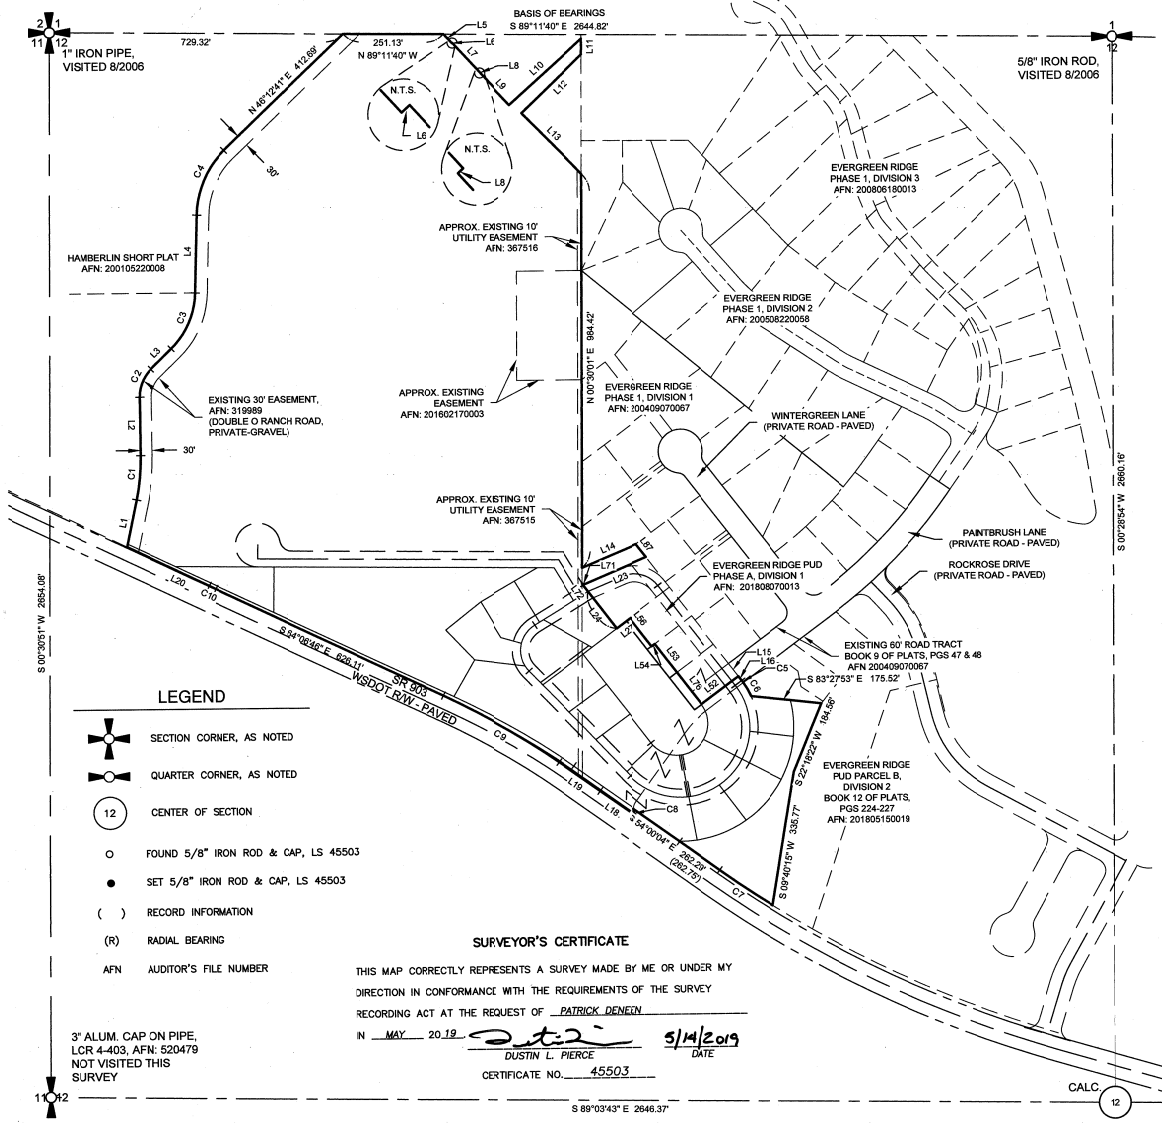 BASIS OF BEARINGS
S 89°11'40" E 2644.82'
2 1
11 12
1" IRON PIPE,
VISITED 8/2006
729.32'
251.13'
N 89°11'40" W
L5
L6
L7
L8
L9
L10
L11
L12
L13
1
12
5/8" IRON ROD,
VISITED 8/2006
N 46°12'41" E 412.69'
N.T.S.
L6
N.T.S.
L8
30'
C4
L4
C3
L3
C2
L2
C1
L1
30'
HAMBERLIN SHORT PLAT
AFN: 200105220008
APPROX. EXISTING 10'
UTILITY EASEMENT
AFN: 367516
EVERGREEN RIDGE
PHASE 1, DIVISION 3
AFN: 200806180013
EVERGREEN RIDGE
PHASE 1, DIVISION 2
AFN: 200508220058
N 00°30'01" E 984.42'
APPROX. EXISTING
EASEMENT
AFN: 201602170003
EVERGREEN RIDGE
PHASE 1, DIVISION 1
AFN: 200409070067
EXISTING 30' EASEMENT,
AFN: 319989
(DOUBLE O RANCH ROAD,
PRIVATE-GRAVEL)
WINTERGREEN LANE
(PRIVATE ROAD - PAVED)
APPROX. EXISTING 10'
UTILITY EASEMENT
AFN: 367515
S 00°28'54" W 2660.16'
PAINTBRUSH LANE
(PRIVATE ROAD - PAVED)
ROCKROSE DRIVE
(PRIVATE ROAD - PAVED)
EVERGREEN RIDGE PUD
PHASE A, DIVISION 1
AFN: 201808070013
L14
L87
L71
L23
L72
L24
L27
L56
L54
L53
L76
L52
L15
L16
C5
C6
S 83°27'53" E 175.52'
EXISTING 60' ROAD TRACT
BOOK 9 OF PLATS, PGS 47 & 48
AFN 200409070067
S 00°30'51" W 2654.08'
L20
C10
S 64°06'46" E 626.11'
SR 903
WSDOT R/W - PAVED
C9
L19
L18
C8
S 54°00'04" E 262.29'
(262.75')
C7
S 22°18'22" W 184.56'
S 09°40'15" W 335.77'
EVERGREEN RIDGE
PUD PARCEL B,
DIVISION 2
BOOK 12 OF PLATS,
PGS 224-227
AFN: 201805150019
LEGEND
SECTION CORNER, AS NOTED
QUARTER CORNER, AS NOTED
12 CENTER OF SECTION
FOUND 5/8" IRON ROD & CAP, LS 45503
SET 5/8" IRON ROD & CAP, LS 45503
( ) RECORD INFORMATION
(R) RADIAL BEARING
AFN AUDITOR'S FILE NUMBER
SURVEYOR'S CERTIFICATE
THIS MAP CORRECTLY REPRESENTS A SURVEY MADE BY ME OR UNDER MY
DIRECTION IN CONFORMANCE WITH THE REQUIREMENTS OF THE SURVEY
RECORDING ACT AT THE REQUEST OF PATRICK DENEEN
IN MAY 2019
5/14/2019
DUSTIN L. PIERCE DATE
CERTIFICATE NO. 45503
3" ALUM. CAP ON PIPE,
LCR 4-403, AFN: 520479
NOT VISITED THIS
SURVEY
11 12
S 89°03'43" E 2646.37'
CALC.
12